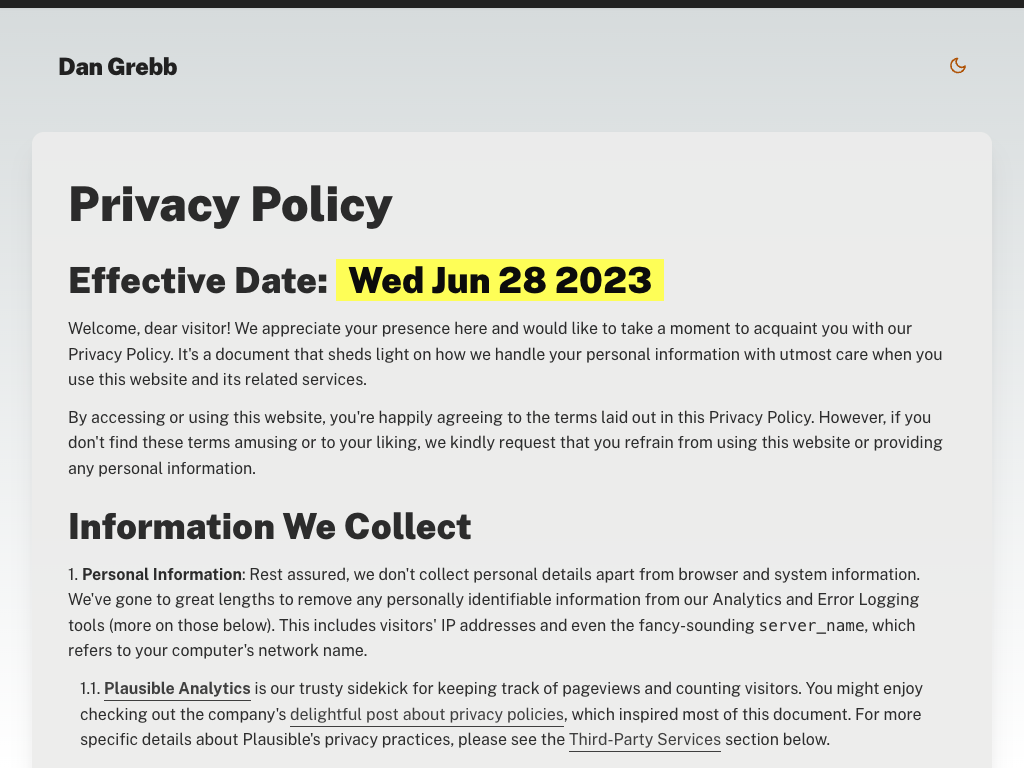 Dan Grebb
Privacy Policy
Effective Date: Wed Jun 28 2023
Welcome, dear visitor! We appreciate your presence here and would like to take a moment to acquaint you with our
Privacy Policy. It's a document that sheds light on how we handle your personal information with utmost care when you
use this website and its related services.
By accessing or using this website, you're happily agreeing to the terms laid out in this Privacy Policy. However, if you
don't find these terms amusing or to your liking, we kindly request that you refrain from using this website or providing
any personal information.
Information We Collect
1. Personal Information: Rest assured, we don't collect personal details apart from browser and system information.
We've gone to great lengths to remove any personally identifiable information from our Analytics and Error Logging
tools (more on those below). This includes visitors' IP addresses and even the fancy-sounding server_name, which
refers to your computer's network name.
1.1. Plausible Analytics is our trusty sidekick for keeping track of pageviews and counting visitors. You might enjoy
checking out the company's delightful post about privacy policies, which inspired most of this document. For more
specific details about Plausible's privacy practices, please see the Third-Party Services section below.